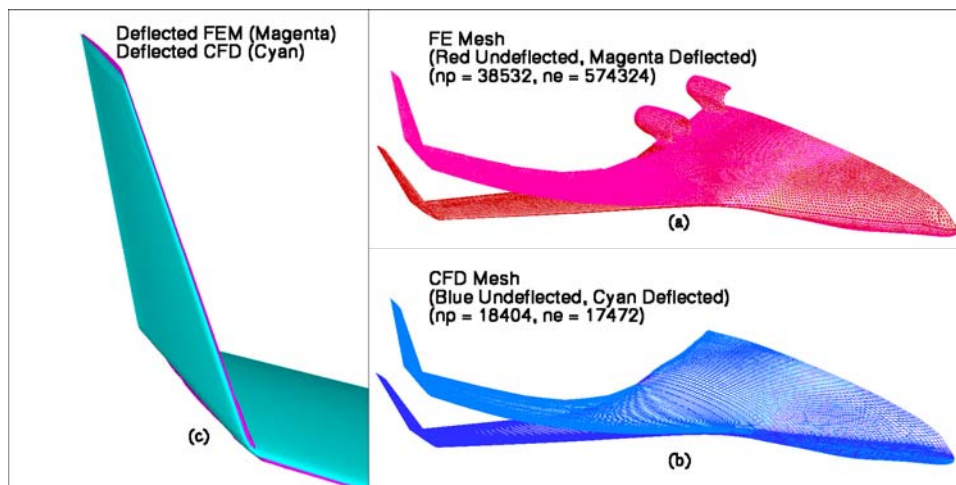 Deflected FEM (Magenta)
Deflected CFD (Cyan)
(c)
FE Mesh
(Red Undeflected, Magenta Deflected)
(np = 38532, ne = 574324)
(a)
CFD Mesh
(Blue Undeflected, Cyan Deflected)
(np = 18404, ne = 17472)
(b)